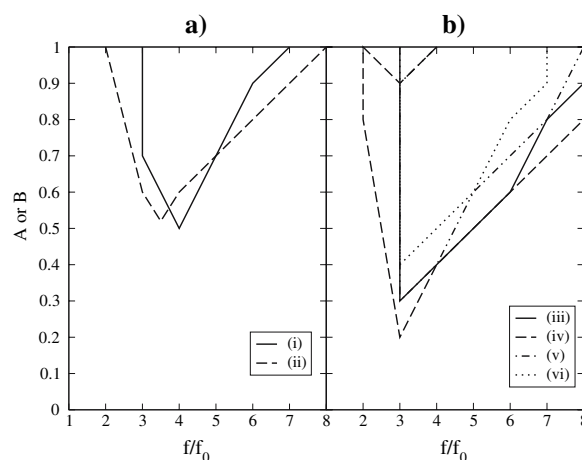 a)
b)
A or B
1
0.9
0.8
0.7
0.6
0.5
0.4
0.3
0.2
0.1
0
(i)
(ii)
(iii)
(iv)
(v)
(vi)
1 2 3 4 5 6 7 8 2 3 4 5 6 7 8
f/f0 f/f0